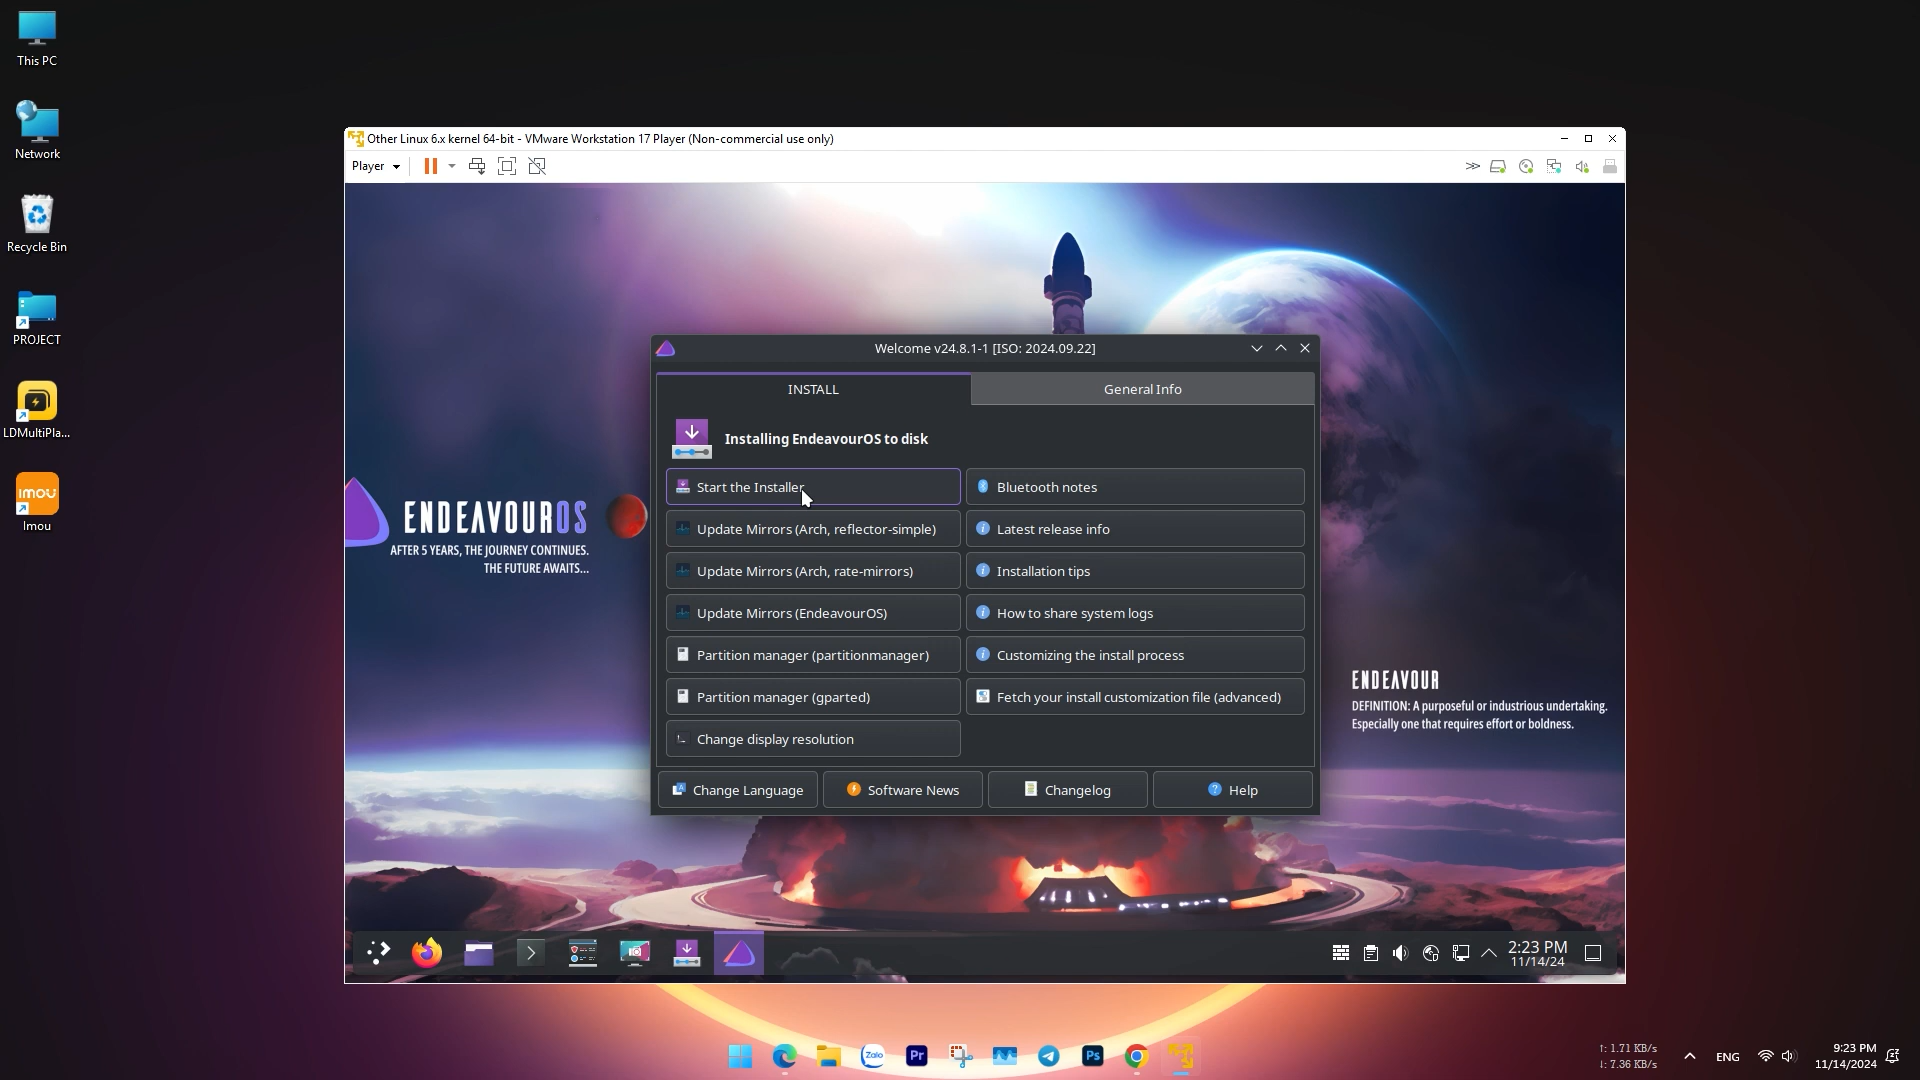 This PC
Network
Recycle Bin
PROJECT
LDMultiPla...
imou
Imou
Other Linux 6.x kernel 64-bit - VMware Workstation 17 Player (Non-commercial use only)
Player
ENDEAVOUROS
AFTER 5 YEARS, THE JOURNEY CONTINUES.
THE FUTURE AWAITS...
Welcome v24.8.1-1 [ISO: 2024.09.22]
INSTALL
General Info
Installing EndeavourOS to disk
Start the Installer
Bluetooth notes
Update Mirrors (Arch, reflector-simple)
Latest release info
Update Mirrors (Arch, rate-mirrors)
Installation tips
Update Mirrors (EndeavourOS)
How to share system logs
Partition manager (partitionmanager)
Customizing the install process
Partition manager (gparted)
Fetch your install customization file (advanced)
Change display resolution
Change Language
Software News
Changelog
Help
ENDEAVOUR
DEFINITION: A purposeful or industrious undertaking.
Especially one that requires effort or boldness.
2:23 PM
11/14/24
Zalo
Pr
Ps
↑: 1.71 KB/s
↓: 7.36 KB/s
ENG
9:23 PM
11/14/2024